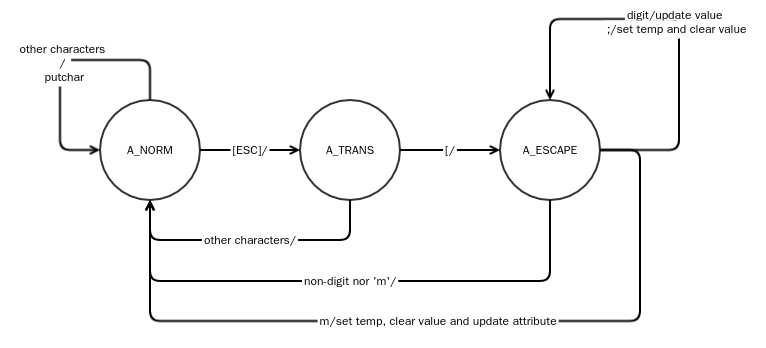 digit/update value
;/set temp and clear value
other characters
/
putchar
A_NORM
[ESC]/
A_TRANS
[/
A_ESCAPE
other characters/
non-digit nor 'm'/
m/set temp, clear value and update attribute